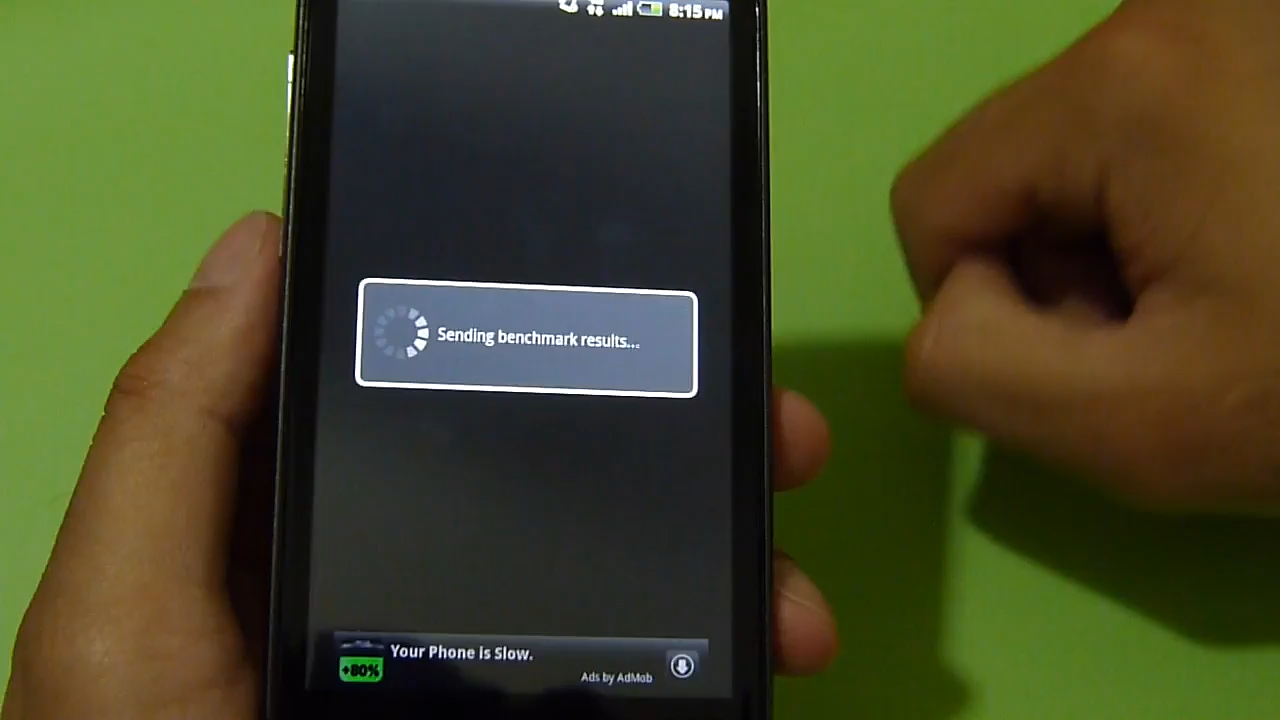 8:15 PM
Sending benchmark results...
Your Phone is Slow.
+80%
Ads by AdMob